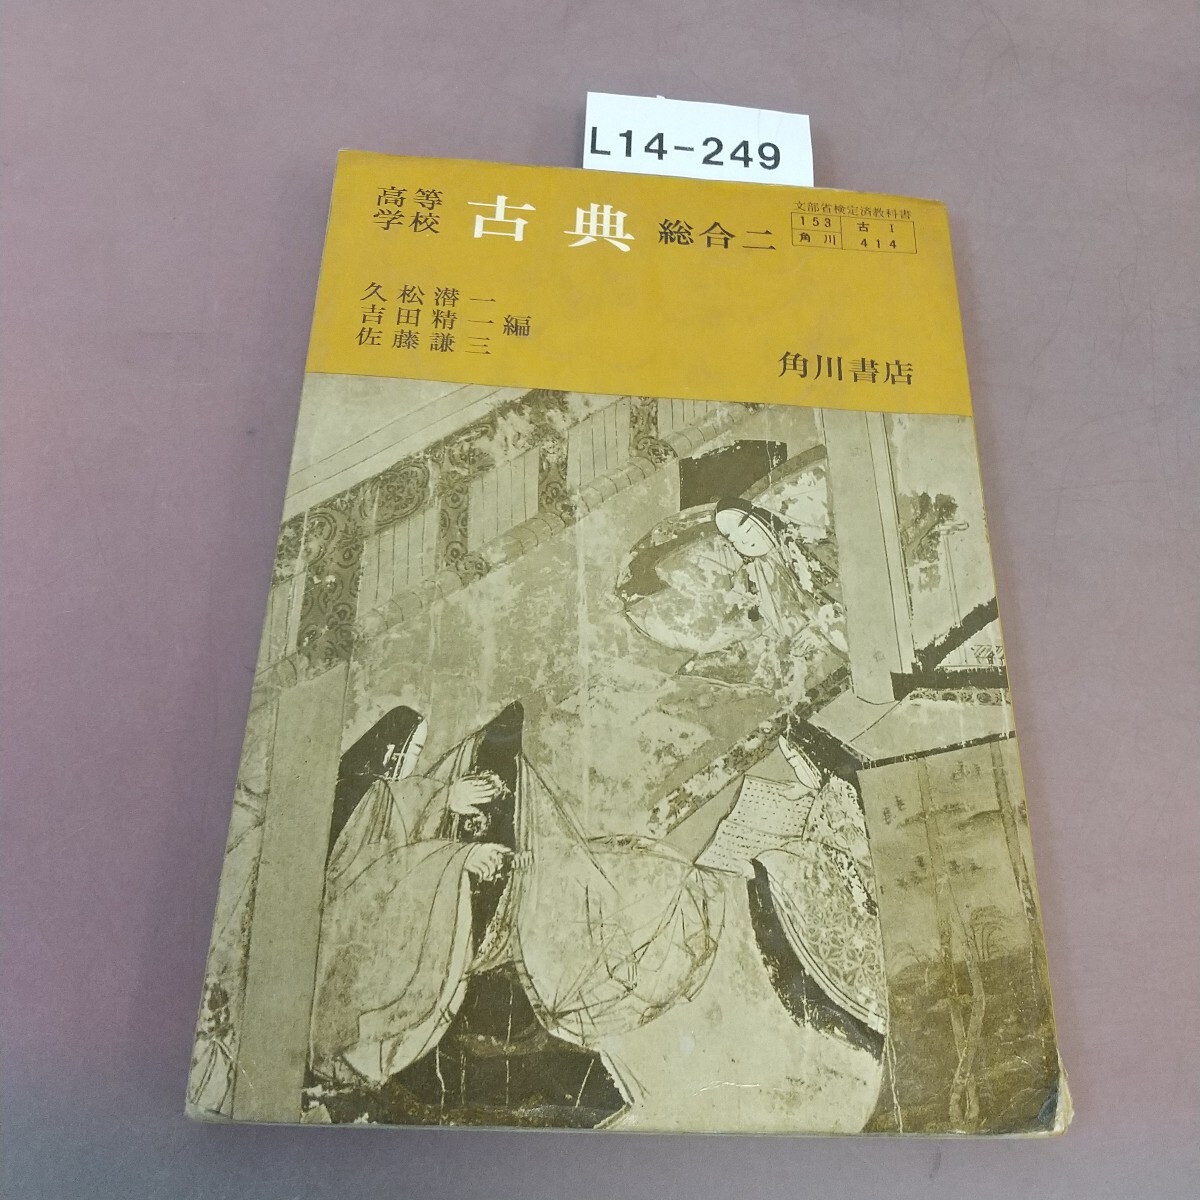 L14-249
高等
学校
古典 総合二
文部省検定済教科書
153 古 I
角川 414
久松潜一
吉田精一 編
佐藤謙三
角川書店